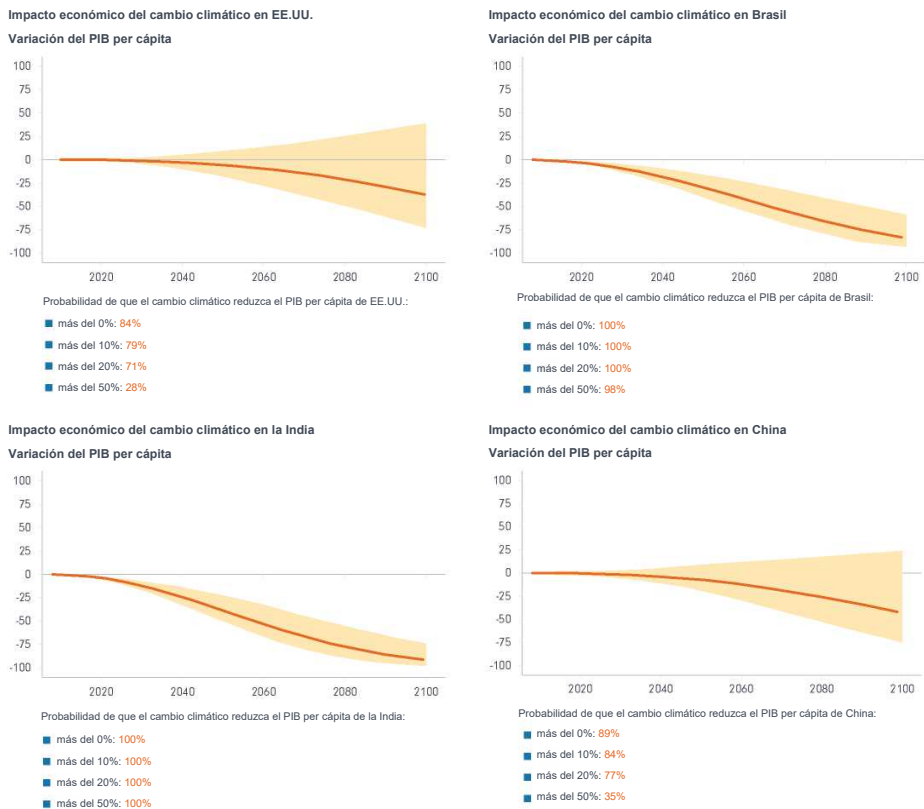 Impacto económico del cambio climático en EE.UU.
Variación del PIB per cápita
100
75
50
25
0
-25
-50
-75
-100
2020 2040 2060 2080 2100
Probabilidad de que el cambio climático reduzca el PIB per cápita de EE.UU.:
más del 0%: 84%
más del 10%: 79%
más del 20%: 71%
más del 50%: 28%
Impacto económico del cambio climático en Brasil
Variación del PIB per cápita
100
75
50
25
0
-25
-50
-75
-100
2020 2040 2060 2080 2100
Probabilidad de que el cambio climático reduzca el PIB per cápita de Brasil:
más del 0%: 100%
más del 10%: 100%
más del 20%: 100%
más del 50%: 98%
Impacto económico del cambio climático en la India
Variación del PIB per cápita
100
75
50
25
0
-25
-50
-75
-100
2020 2040 2060 2080 2100
Probabilidad de que el cambio climático reduzca el PIB per cápita de la India:
más del 0%: 100%
más del 10%: 100%
más del 20%: 100%
más del 50%: 100%
Impacto económico del cambio climático en China
Variación del PIB per cápita
100
75
50
25
0
-25
-50
-75
-100
2020 2040 2060 2080 2100
Probabilidad de que el cambio climático reduzca el PIB per cápita de China:
más del 0%: 89%
más del 10%: 84%
más del 20%: 77%
más del 50%: 35%